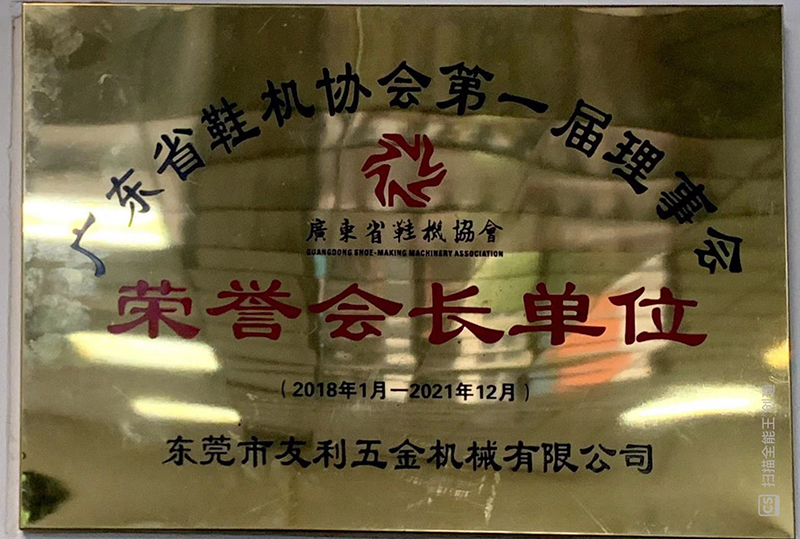 广东省鞋机协会第一届理事会
廣東省鞋機協會
GUANGDONG SHOE-MAKING MACHINERY ASSOCIATION
荣誉会长单位
（2018年1月—2021年12月）
东莞市友利五金机械有限公司
CS 扫描全能王 创建